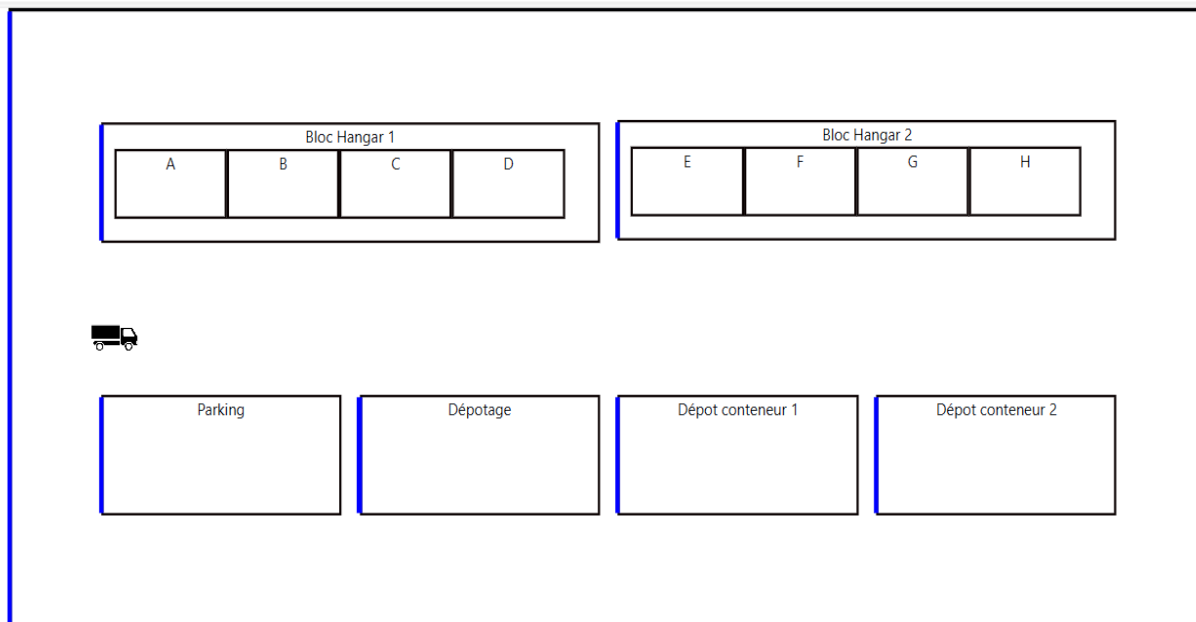 Bloc Hangar 1
A B C D
Bloc Hangar 2
E F G H
Parking
Dépotage
Dépot conteneur 1
Dépot conteneur 2